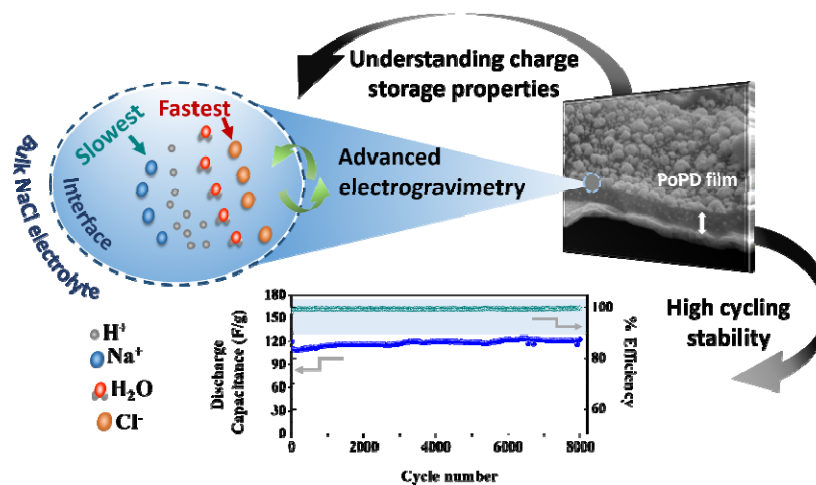 Understanding charge
storage properties
Fastest
Slowest
Advanced
electrogravimetry
Interface
Bulk NaCl electrolyte
PoPD film
High cycling
stability
H⁺
Na⁺
H₂O
Cl⁻
Discharge
Capacitance (F/g)
180
150
120
90
60
30
0
100
80
60
% Efficiency
0 2000 4000 6000 8000
Cycle number